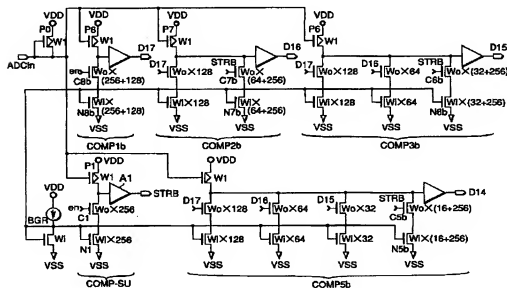 VDD VDD VDD VDD
P0 P6 P7 P6
W1 W1 W1 W1
ADCin
D17 D16 D15
STRB STRB
en Wo× (256+128) D17 Wo×128 Wo× (64+256) D17 Wo×128 D16 Wo×64 Wo×(32+256)
C8b C7b C6b
Wi× (256+128) Wi×128 Wi× (64+256) Wi×128 Wi×64 Wi×(32+256)
N8b N7b N6b
VSS VSS VSS VSS VSS VSS
COMP1b COMP2b COMP3b
VDD VDD
P1 W1 A1 W1
STRB D14
VDD
BGR
en Wo×256 D17 Wo×128 D16 Wo×64 D15 Wo×32 STRB Wo×(16+256)
C1 C5b
Wi Wi×256 Wi×128 Wi×64 Wi×32 Wi×(16+256)
N1 N5b
VSS VSS VSS VSS VSS VSS
COMP-SU COMP5b